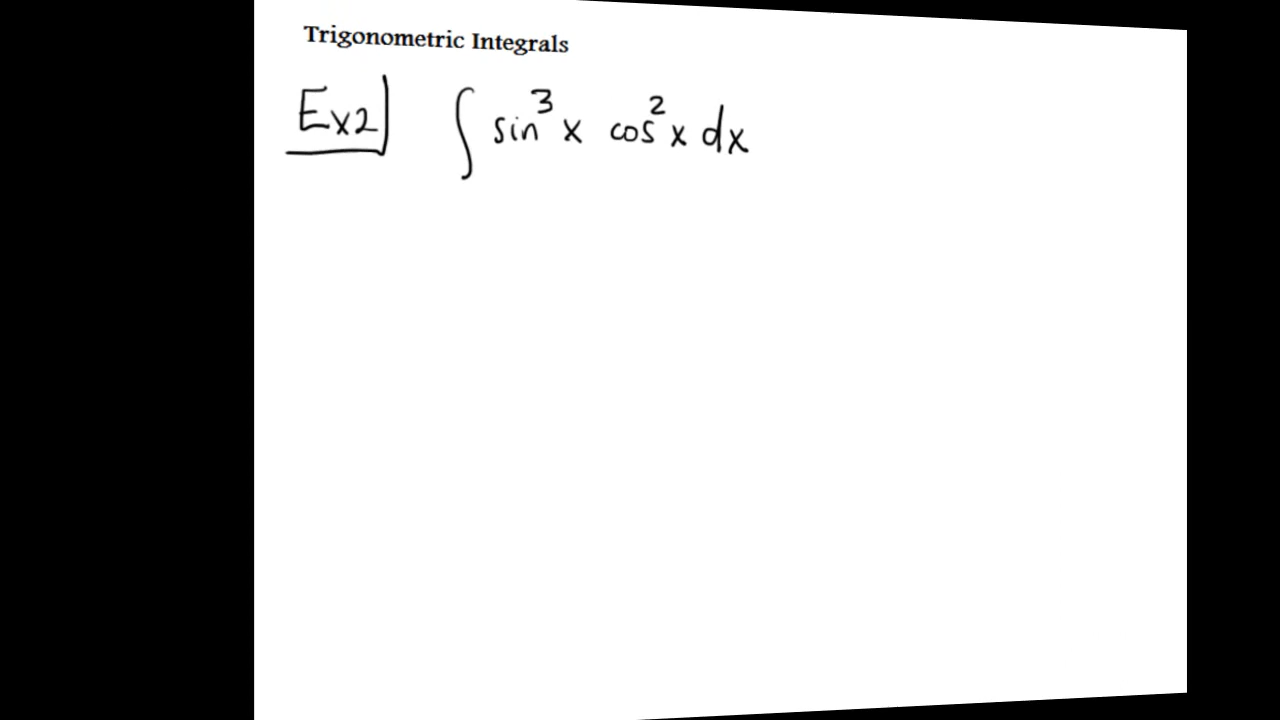 Trigonometric Integrals
Ex2] ∫ sin³x cos²x dx